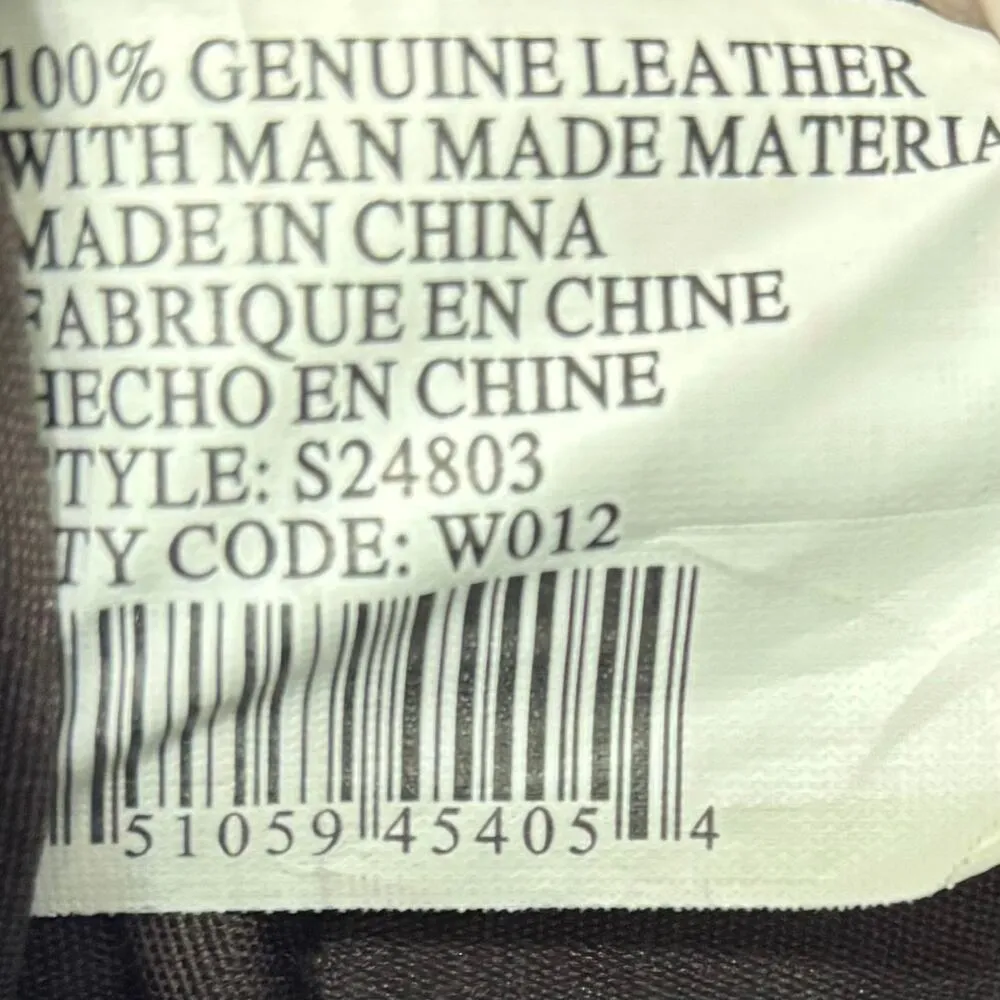 100% GENUINE LEATHER
WITH MAN MADE MATERIA
MADE IN CHINA
FABRIQUE EN CHINE
HECHO EN CHINE
TYLE: S24803
TY CODE: W012
51059 45405 4